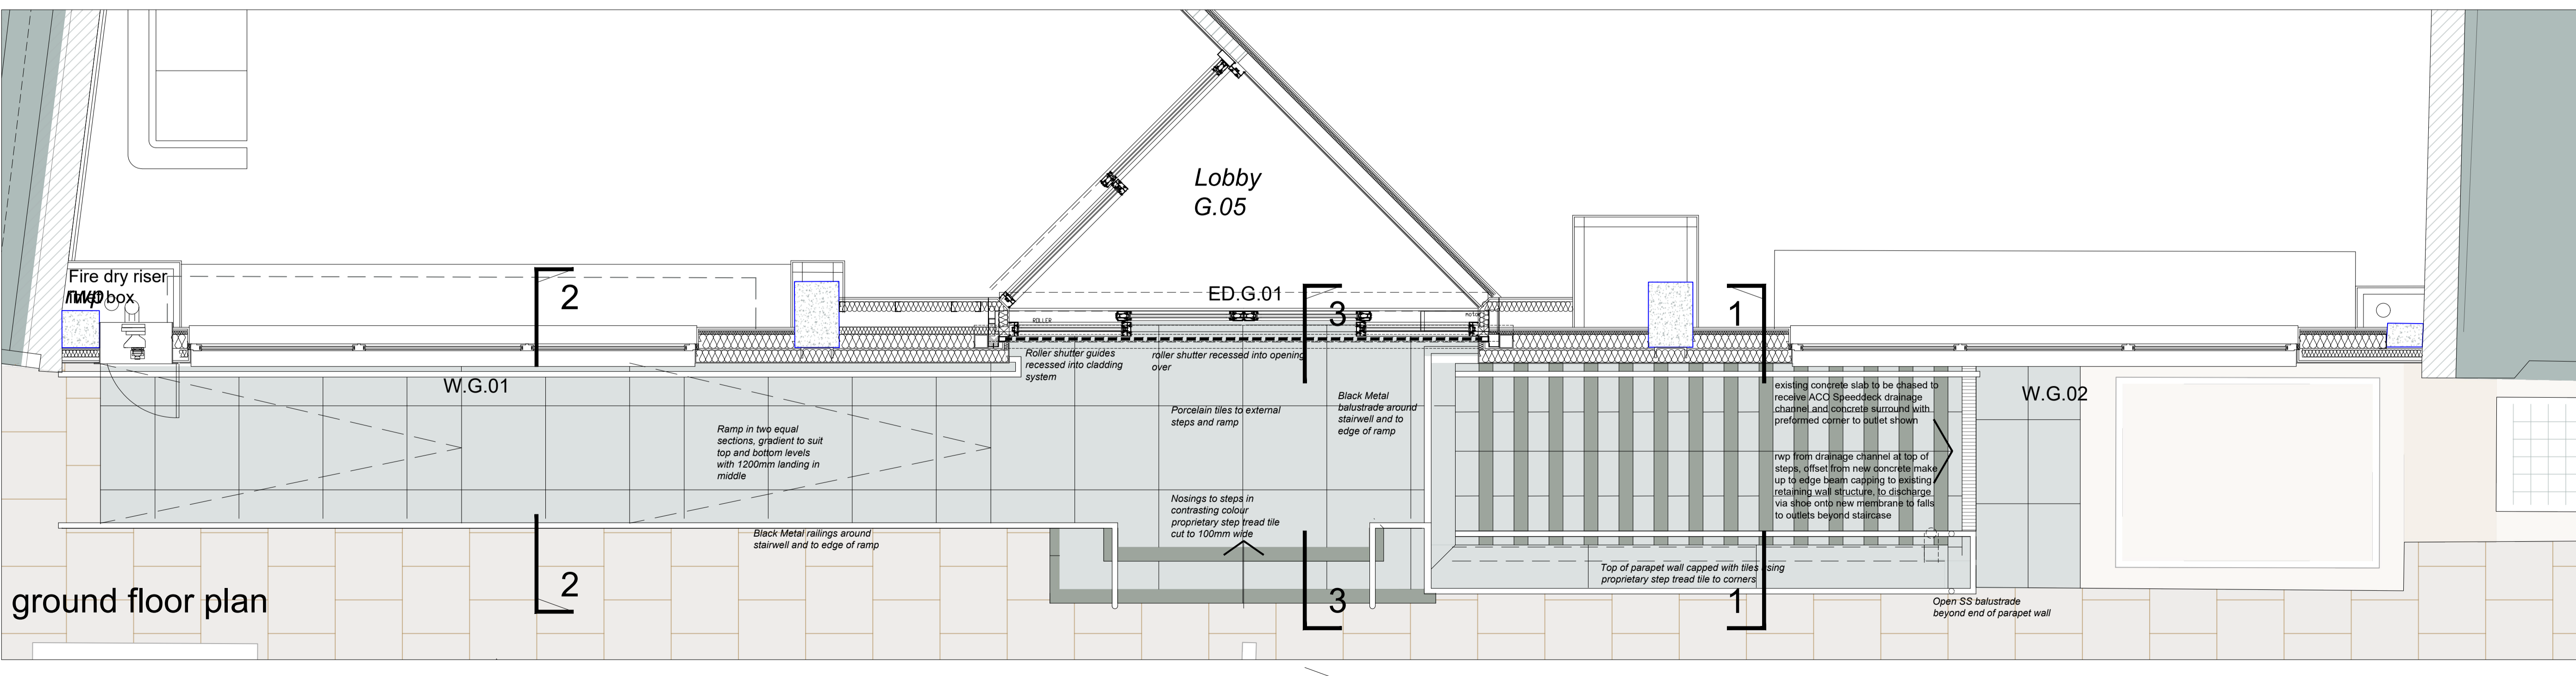 Lobby
G.05
Fire dry riser
inlet box
rwp
2
ED.G.01
3
1
ROLLER
motor
Roller shutter guides
recessed into cladding
system
roller shutter recessed into opening
over
W.G.01
W.G.02
existing concrete slab to be chased to
receive ACO Speeddeck drainage
channel and concrete surround with
preformed corner to outlet shown
Black Metal
balustrade around
stairwell and to
edge of ramp
Porcelain tiles to external
steps and ramp
Ramp in two equal
sections, gradient to suit
top and bottom levels
with 1200mm landing in
middle
rwp from drainage channel at top of
steps, offset from new concrete make
up to edge beam capping to existing
retaining wall structure, to discharge
via shoe onto new membrane to falls
to outlets beyond staircase
Nosings to steps in
contrasting colour
proprietary step tread tile
cut to 100mm wide
Black Metal railings around
stairwell and to edge of ramp
Top of parapet wall capped with tiles using
proprietary step tread tile to corners
2
3
1
Open SS balustrade
beyond end of parapet wall
ground floor plan